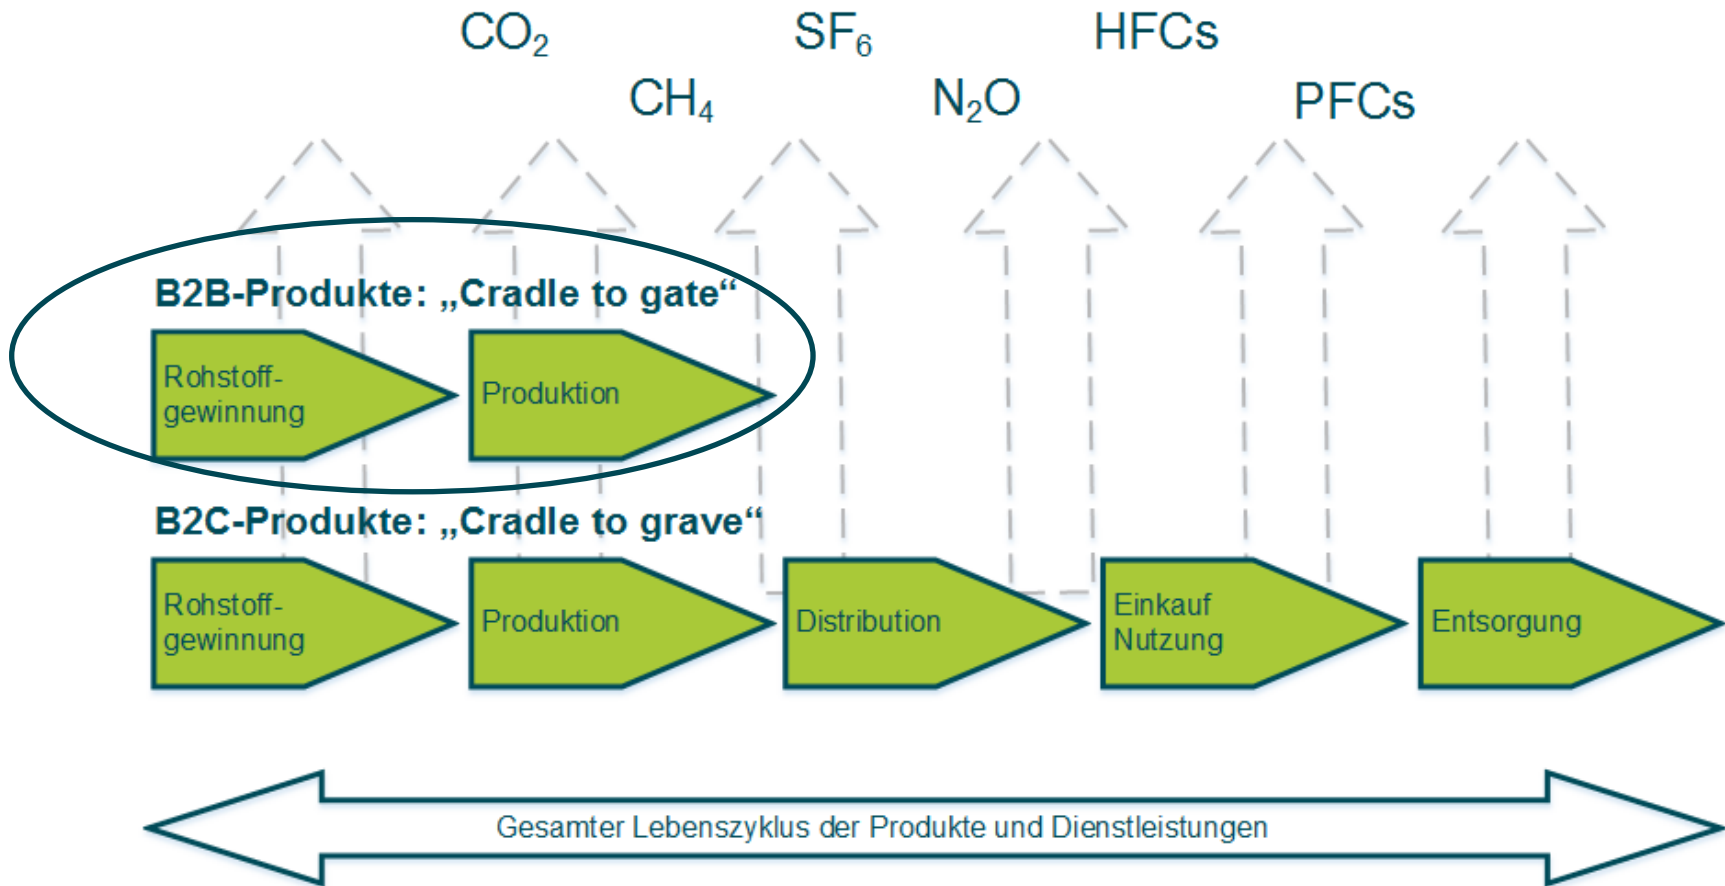 CO₂ SF₆ HFCs
CH₄ N₂O PFCs
B2B-Produkte: „Cradle to gate“
Rohstoff-
gewinnung
Produktion
B2C-Produkte: „Cradle to grave“
Rohstoff-
gewinnung
Produktion
Distribution
Einkauf
Nutzung
Entsorgung
Gesamter Lebenszyklus der Produkte und Dienstleistungen